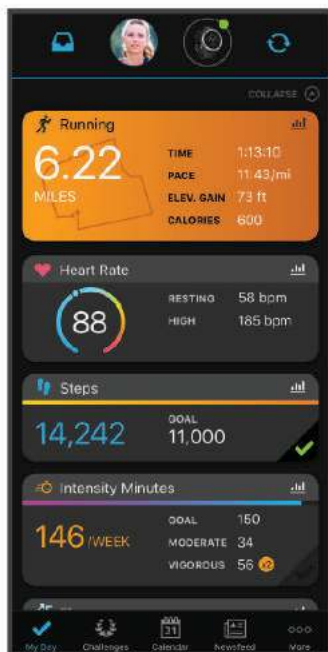 COLLAPSE
Running
6.22
MILES
TIME 1:13:10
PACE 11:43/mi
ELEV. GAIN 73 ft
CALORIES 600
Heart Rate
88
RESTING 58 bpm
HIGH 185 bpm
Steps
14,242
GOAL
11,000
Intensity Minutes
146 /WEEK
GOAL 150
MODERATE 34
VIGOROUS 56 x2
31
My Day Challenges Calendar Newsfeed More